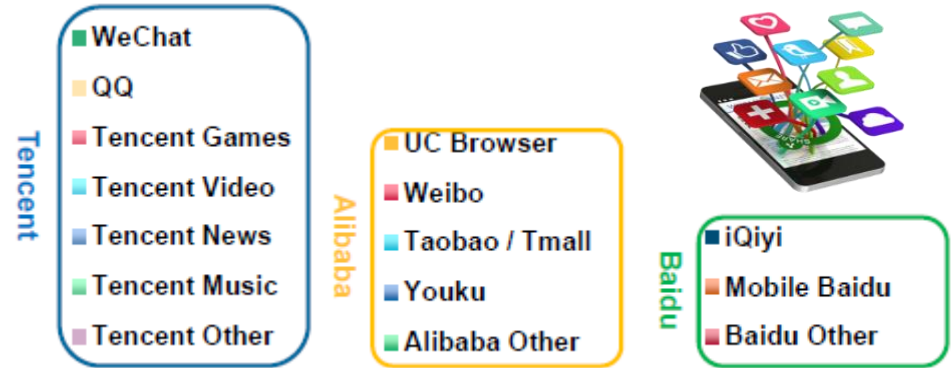 Tencent
WeChat
QQ
Tencent Games
Tencent Video
Tencent News
Tencent Music
Tencent Other
Alibaba
UC Browser
Weibo
Taobao / Tmall
Youku
Alibaba Other
Baidu
iQiyi
Mobile Baidu
Baidu Other